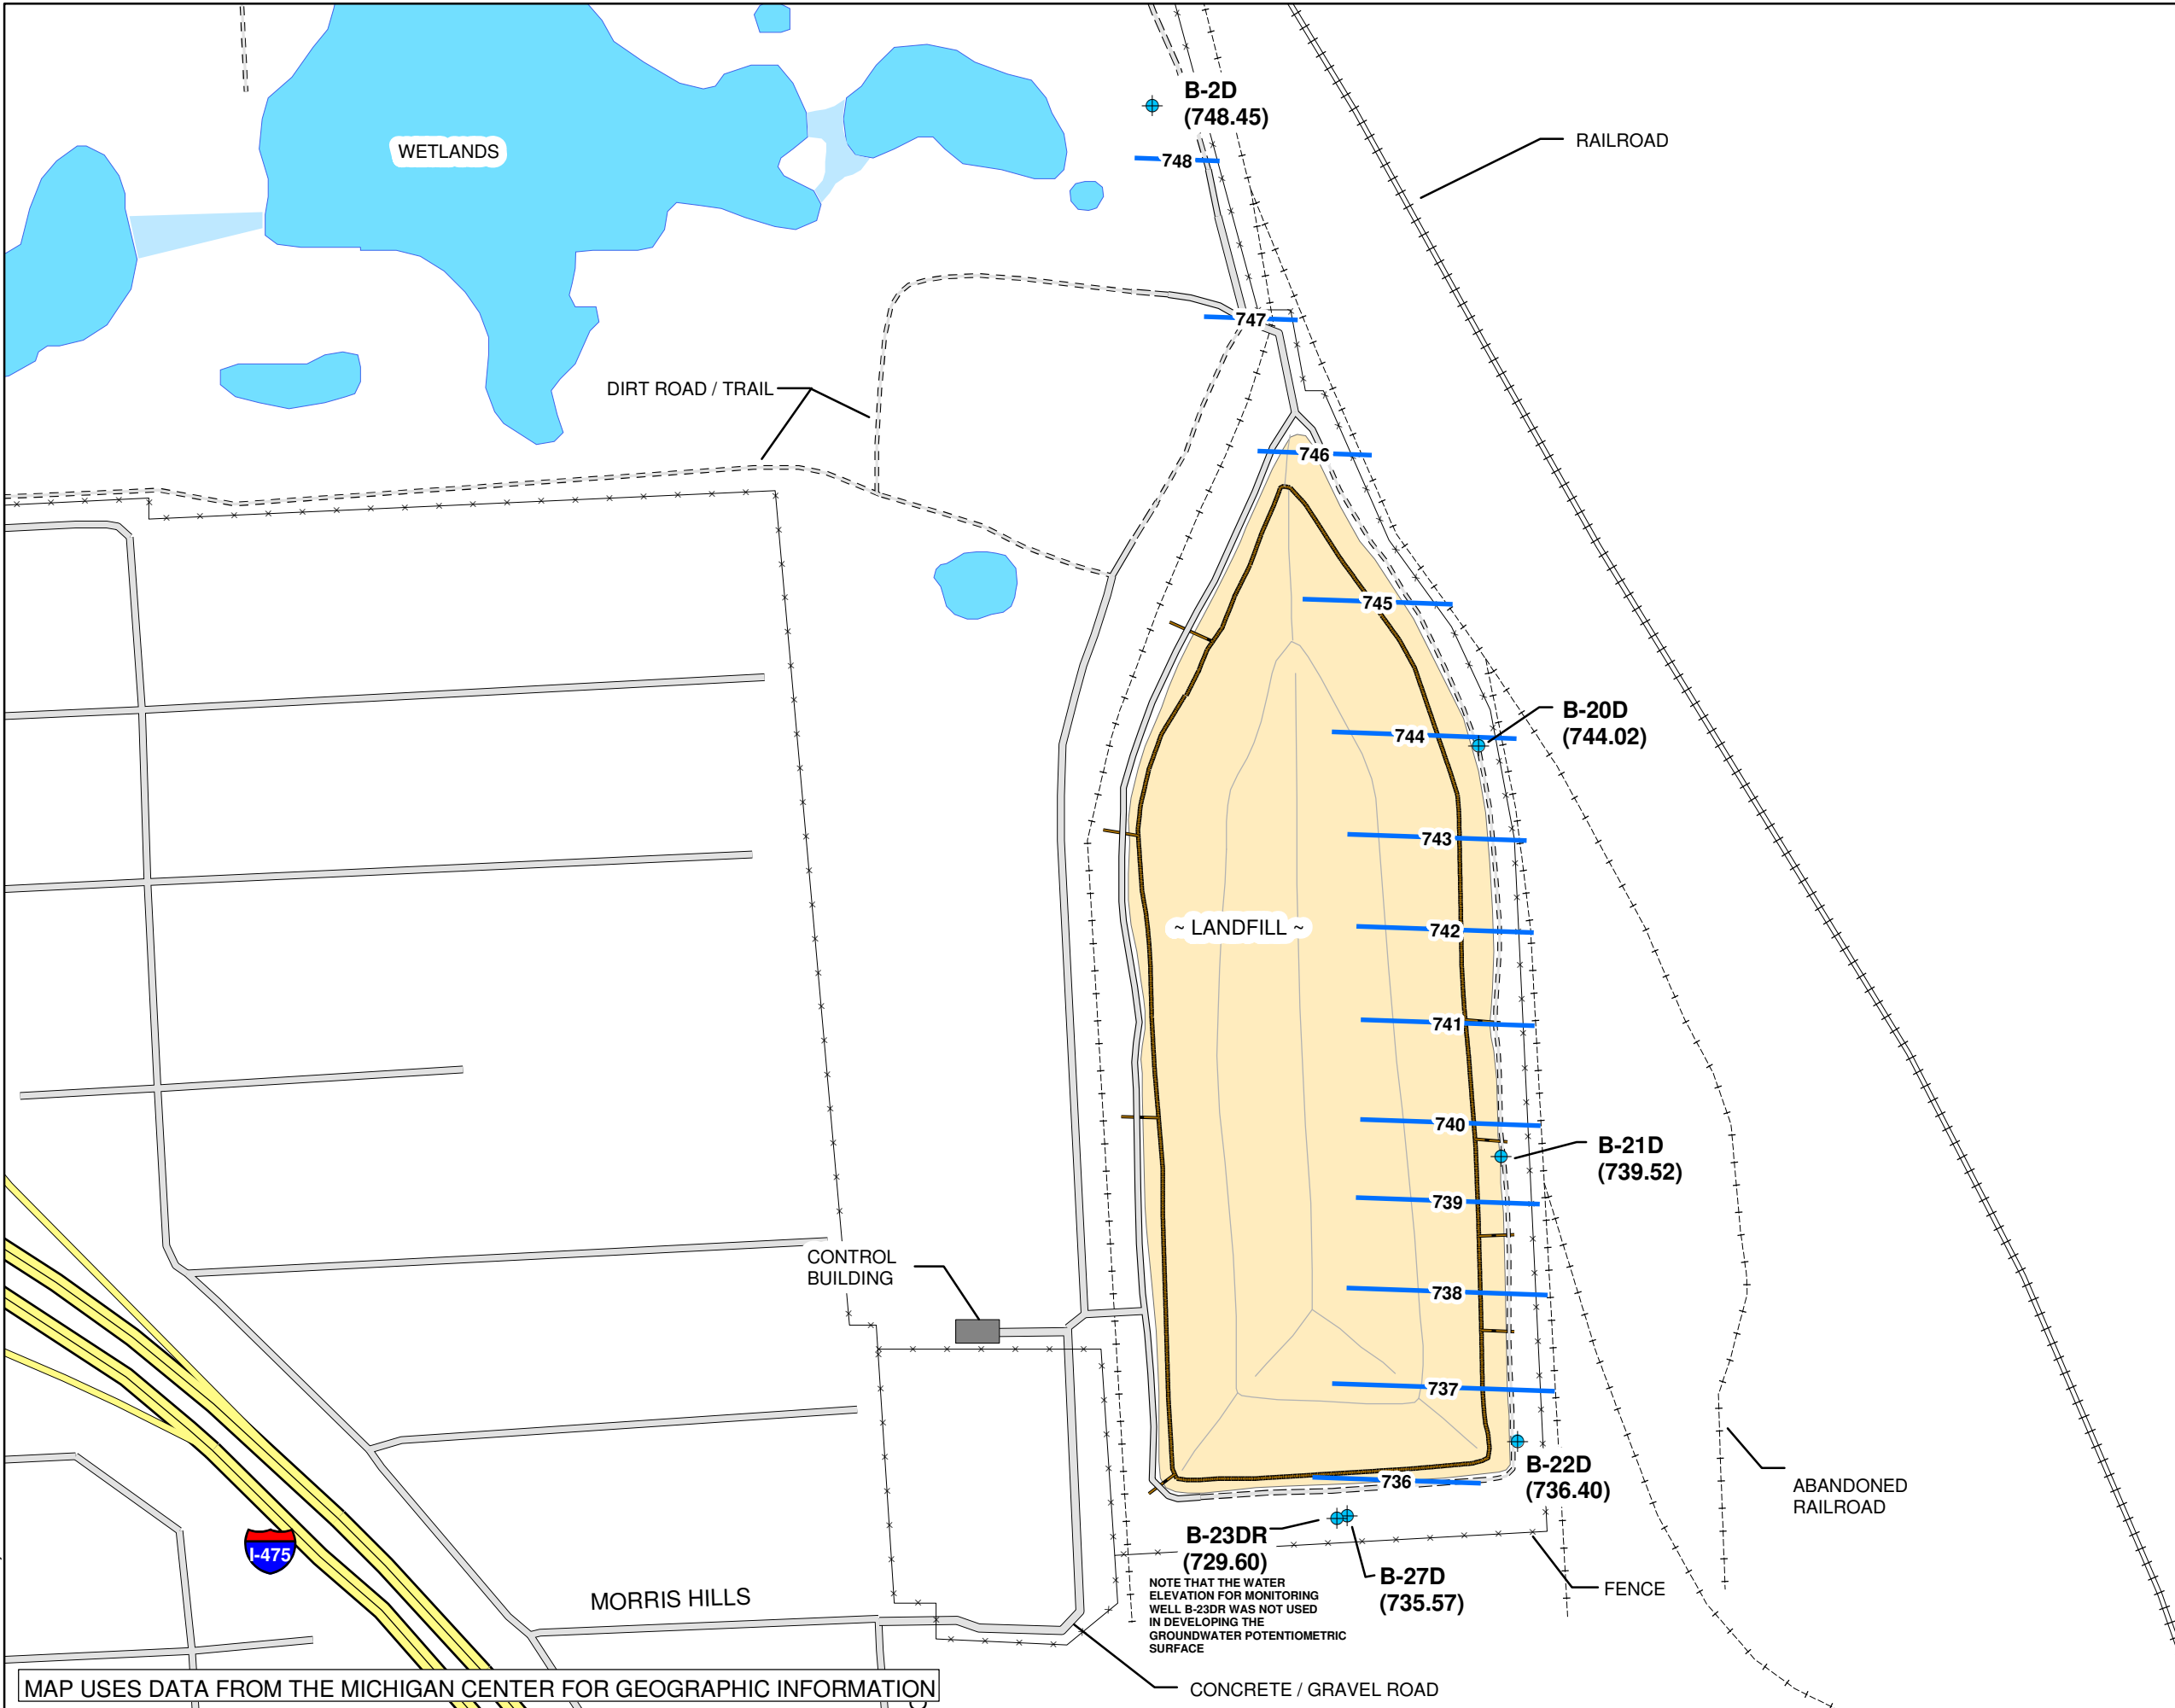 B-2D
(748.45)
RAILROAD
WETLANDS
748
747
DIRT ROAD / TRAIL
746
745
B-20D
(744.02)
744
743
~ LANDFILL ~
742
741
740
B-21D
(739.52)
739
CONTROL
BUILDING
738
737
B-22D
(736.40)
736
ABANDONED
RAILROAD
B-23DR
(729.60)
I-475
B-27D
(735.57)
NOTE THAT THE WATER
ELEVATION FOR MONITORING
WELL B-23DR WAS NOT USED
IN DEVELOPING THE
GROUNDWATER POTENTIOMETRIC
SURFACE
FENCE
MORRIS HILLS
MAP USES DATA FROM THE MICHIGAN CENTER FOR GEOGRAPHIC INFORMATION
CONCRETE / GRAVEL ROAD